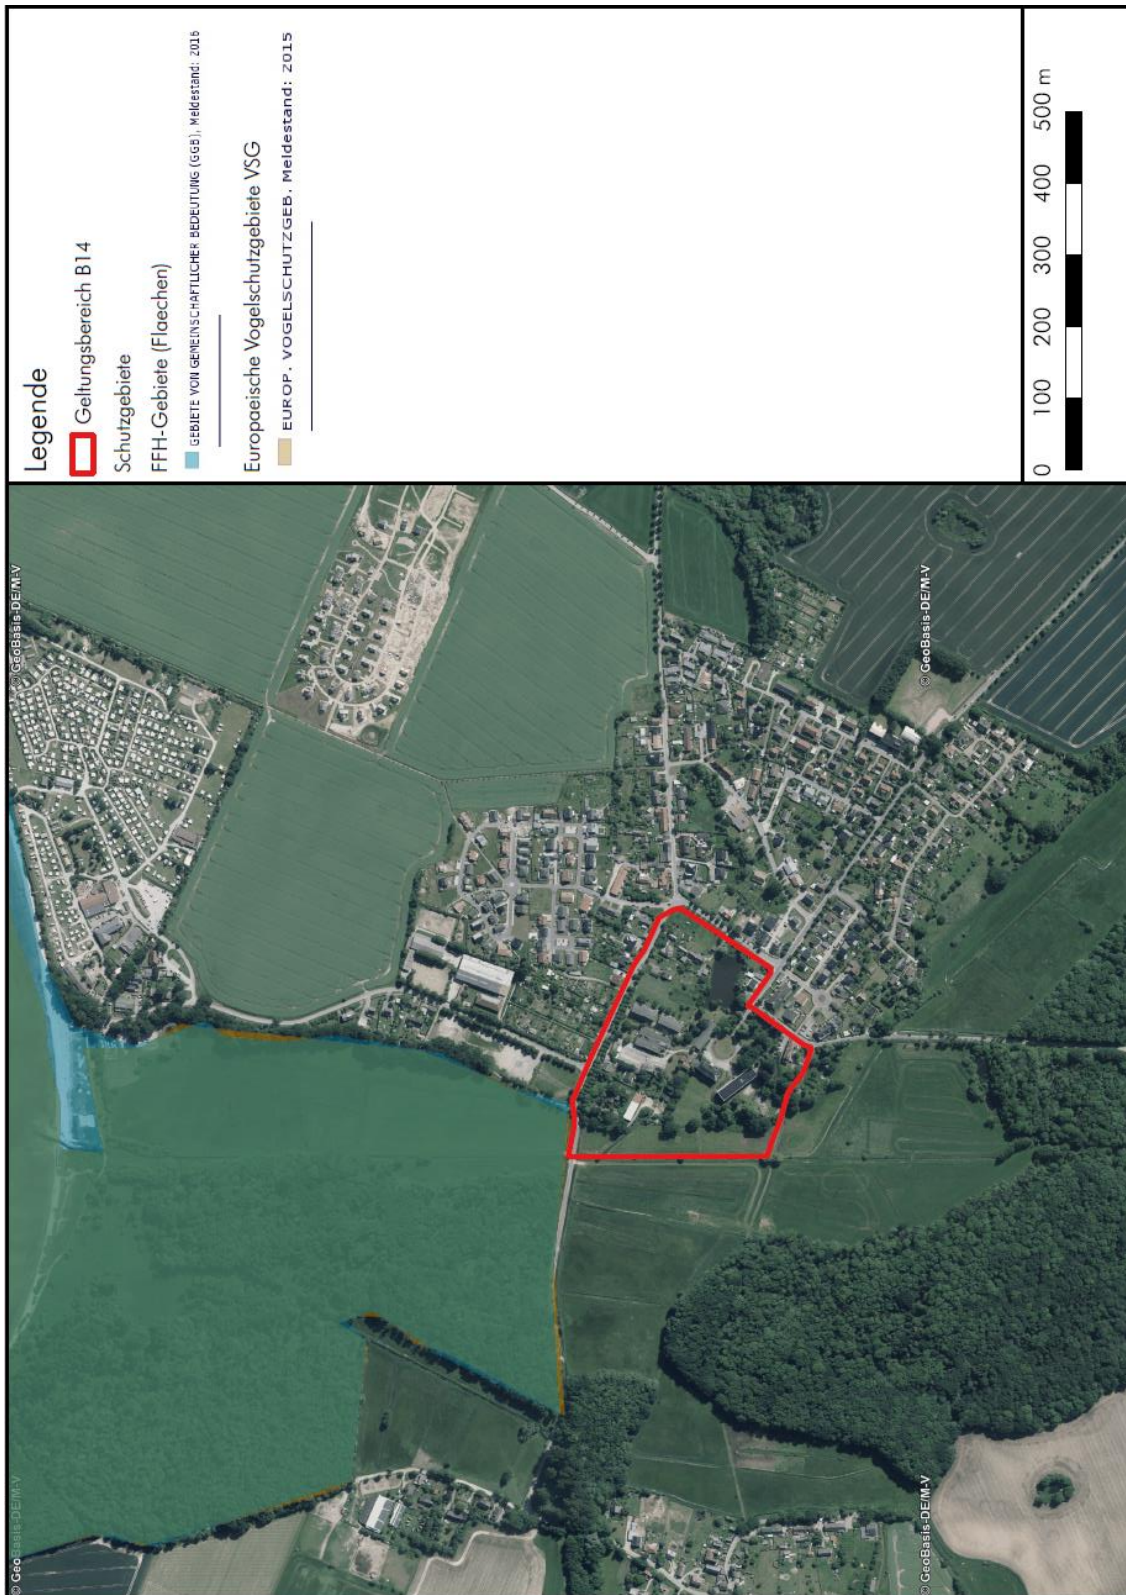 Legende
Geltungsbereich B14
Schutzgebiete
FFH-Gebiete (Flaechen)
GEBIETE VON GEMEINSCHAFTLICHER BEDEUTUNG (GGB), Meldestand: 2016
Europaeische Vogelschutzgebiete VSG
EUROP. VOGELSCHUTZGEB. Meldestand: 2015
0 100 200 300 400 500 m
© GeoBasis-DE/M-V
© GeoBasis-DE/M-V
© GeoBasis-DE/M-V
© GeoBasis-DE/M-V